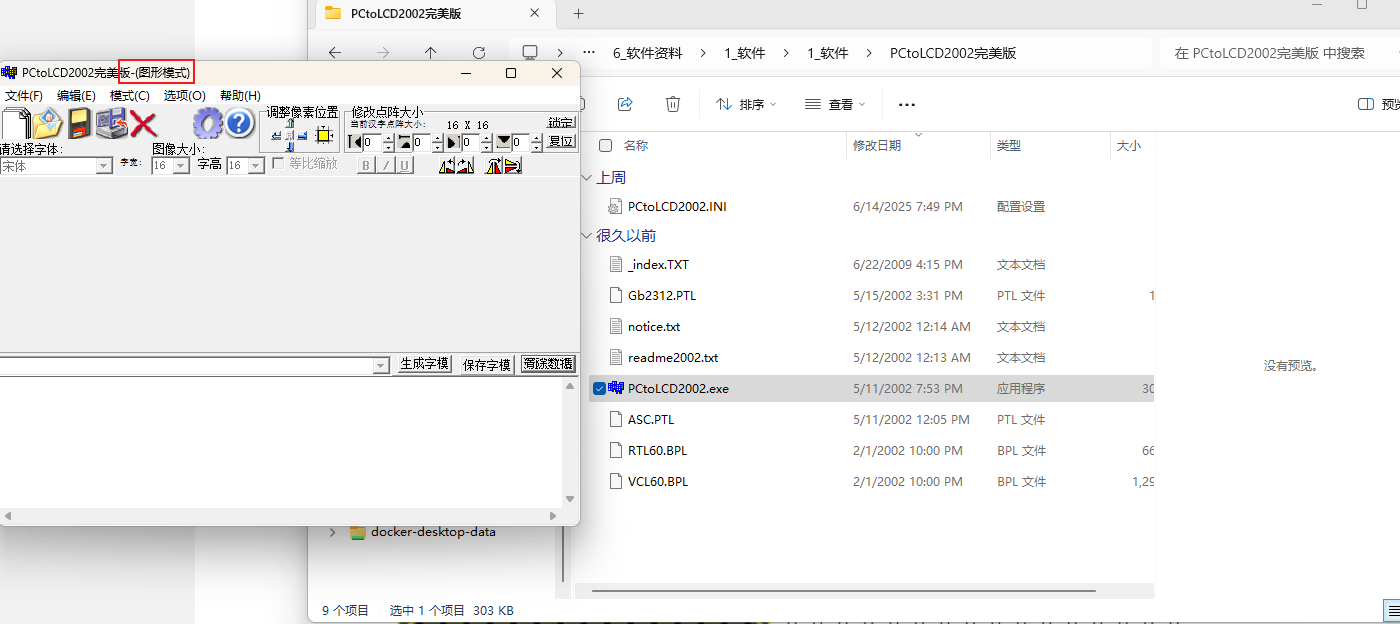 PCtoLCD2002完美版
6_软件资料 > 1_软件 > 1_软件 > PCtoLCD2002完美版
在 PCtoLCD2002完美版 中搜索
PCtoLCD2002完美版-(图形模式)
文件(F) 编辑(E) 模式(C) 选项(O) 帮助(H)
调整像素位置 修改点阵大小
当前汉字点阵大小: 16 X 16 锁定
0 0 0 0 复位
请选择字体: 图像大小:
宋体 字宽: 16 字高 16 等比缩放 B / U
生成字模 保存字模 清除数据
排序 查看 ...
名称 修改日期 类型 大小
上周
PCtoLCD2002.INI 6/14/2025 7:49 PM 配置设置
很久以前
_index.TXT 6/22/2009 4:15 PM 文本文档
Gb2312.PTL 5/15/2002 3:31 PM PTL 文件 1
notice.txt 5/12/2002 12:14 AM 文本文档
readme2002.txt 5/12/2002 12:13 AM 文本文档
PCtoLCD2002.exe 5/11/2002 7:53 PM 应用程序 30
ASC.PTL 5/11/2002 12:05 PM PTL 文件
RTL60.BPL 2/1/2002 10:00 PM BPL 文件 66
VCL60.BPL 2/1/2002 10:00 PM BPL 文件 1,29
没有预览。
docker-desktop-data
9 个项目 选中 1 个项目 303 KB